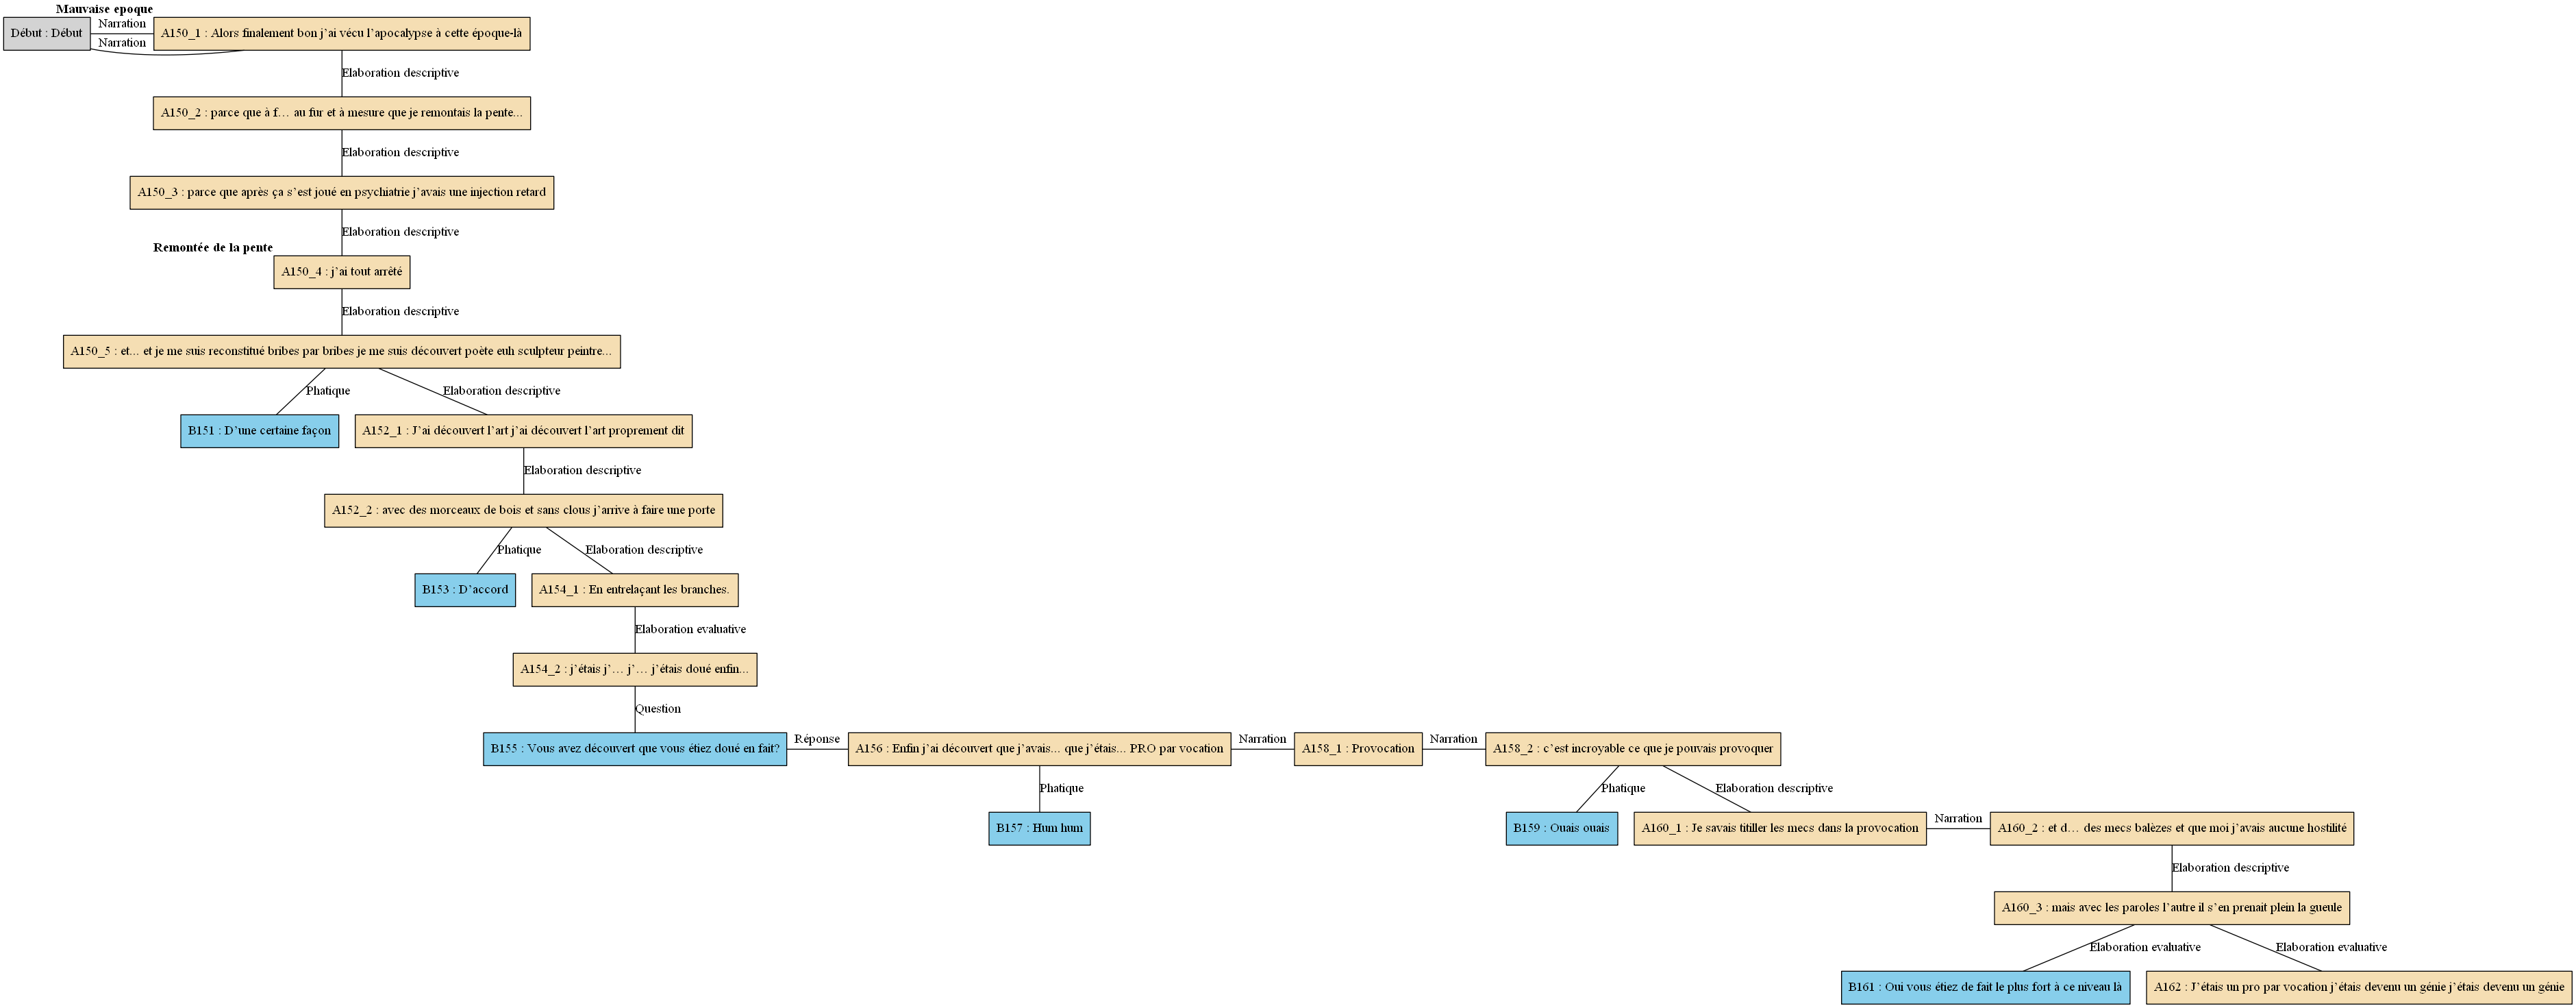 Mauvaise epoque
Narration
Début : Début
A150_1 : Alors finalement bon j’ai vécu l’apocalypse à cette époque-là
Narration
Elaboration descriptive
A150_2 : parce que à f… au fur et à mesure que je remontais la pente...
Elaboration descriptive
A150_3 : parce que après ça s’est joué en psychiatrie j’avais une injection retard
Elaboration descriptive
Remontée de la pente
A150_4 : j’ai tout arrêté
Elaboration descriptive
A150_5 : et... et je me suis reconstitué bribes par bribes je me suis découvert poète euh sculpteur peintre...
Phatique
Elaboration descriptive
B151 : D’une certaine façon
A152_1 : J’ai découvert l’art j’ai découvert l’art proprement dit
Elaboration descriptive
A152_2 : avec des morceaux de bois et sans clous j’arrive à faire une porte
Phatique
Elaboration descriptive
B153 : D’accord
A154_1 : En entrelaçant les branches.
Elaboration evaluative
A154_2 : j’étais j’… j’… j’étais doué enfin...
Question
B155 : Vous avez découvert que vous étiez doué en fait?
Réponse
A156 : Enfin j’ai découvert que j’avais... que j’étais... PRO par vocation
Narration
A158_1 : Provocation
Narration
A158_2 : c’est incroyable ce que je pouvais provoquer
Phatique
Phatique
Elaboration descriptive
B157 : Hum hum
B159 : Ouais ouais
A160_1 : Je savais titiller les mecs dans la provocation
Narration
A160_2 : et d… des mecs balèzes et que moi j’avais aucune hostilité
Elaboration descriptive
A160_3 : mais avec les paroles l’autre il s’en prenait plein la gueule
Elaboration evaluative
Elaboration evaluative
B161 : Oui vous étiez de fait le plus fort à ce niveau là
A162 : J’étais un pro par vocation j’étais devenu un génie j’étais devenu un génie